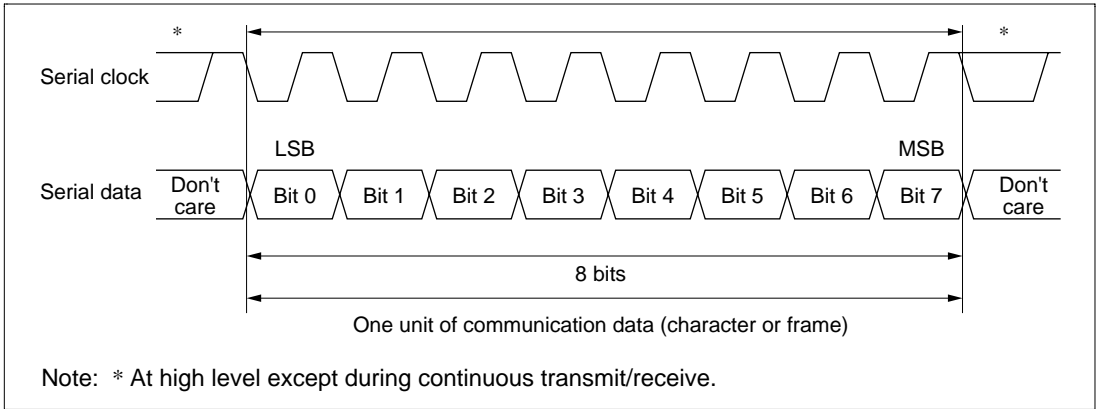 * *
Serial clock
LSB MSB
Serial data Don't care Bit 0 Bit 1 Bit 2 Bit 3 Bit 4 Bit 5 Bit 6 Bit 7 Don't care
8 bits
One unit of communication data (character or frame)
Note: * At high level except during continuous transmit/receive.